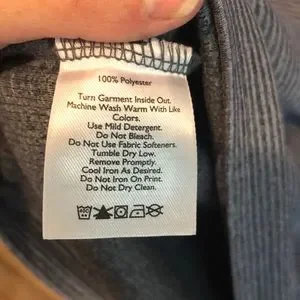 100% Polyester
Turn Garment Inside Out.
Machine Wash Warm With Like
Colors.
Use Mild Detergent.
Do Not Bleach.
Do Not Use Fabric Softeners.
Tumble Dry Low.
Remove Promptly.
Cool Iron As Desired.
Do Not Iron On Print.
Do Not Dry Clean.